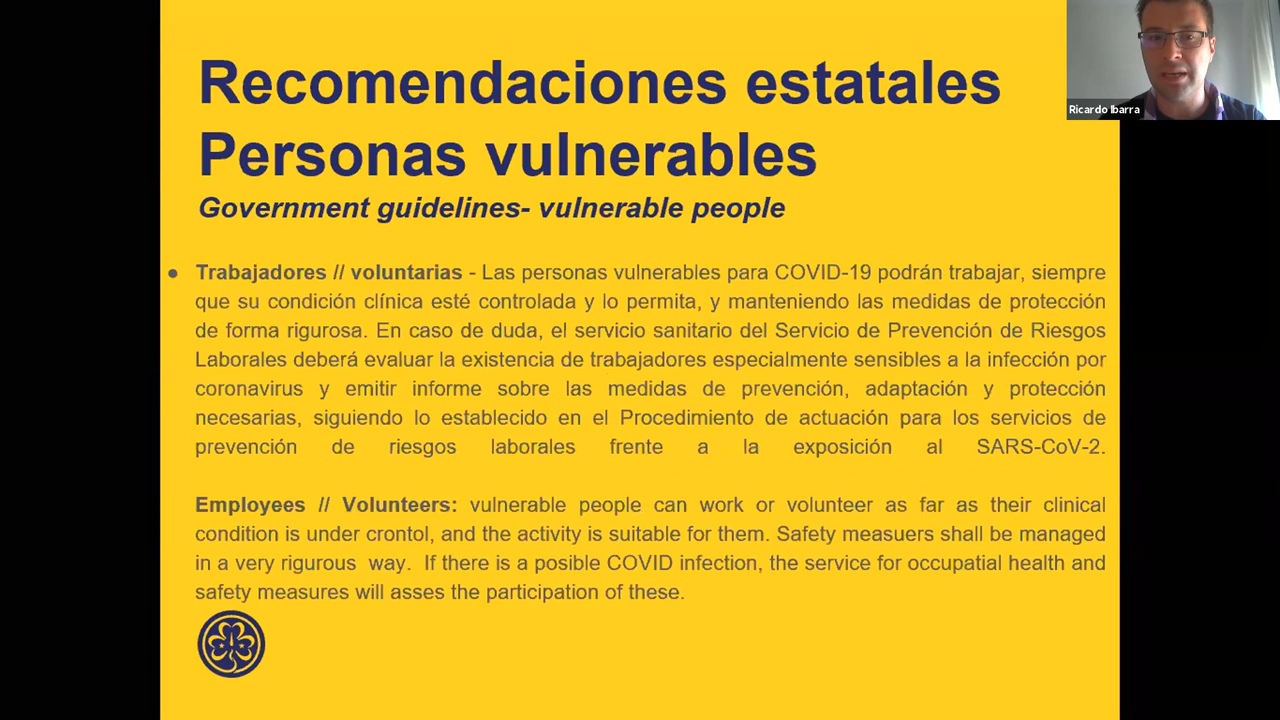 Recomendaciones estatales
Personas vulnerables
Government guidelines- vulnerable people
Ricardo Ibarra
● Trabajadores // voluntarias - Las personas vulnerables para COVID-19 podrán trabajar, siempre
que su condición clínica esté controlada y lo permita, y manteniendo las medidas de protección
de forma rigurosa. En caso de duda, el servicio sanitario del Servicio de Prevención de Riesgos
Laborales deberá evaluar la existencia de trabajadores especialmente sensibles a la infección por
coronavirus y emitir informe sobre las medidas de prevención, adaptación y protección
necesarias, siguiendo lo establecido en el Procedimiento de actuación para los servicios de
prevención de riesgos laborales frente a la exposición al SARS-CoV-2.
Employees // Volunteers: vulnerable people can work or volunteer as far as their clinical
condition is under crontol, and the activity is suitable for them. Safety measuers shall be managed
in a very rigurous way. If there is a posible COVID infection, the service for occupatial health and
safety measures will asses the participation of these.